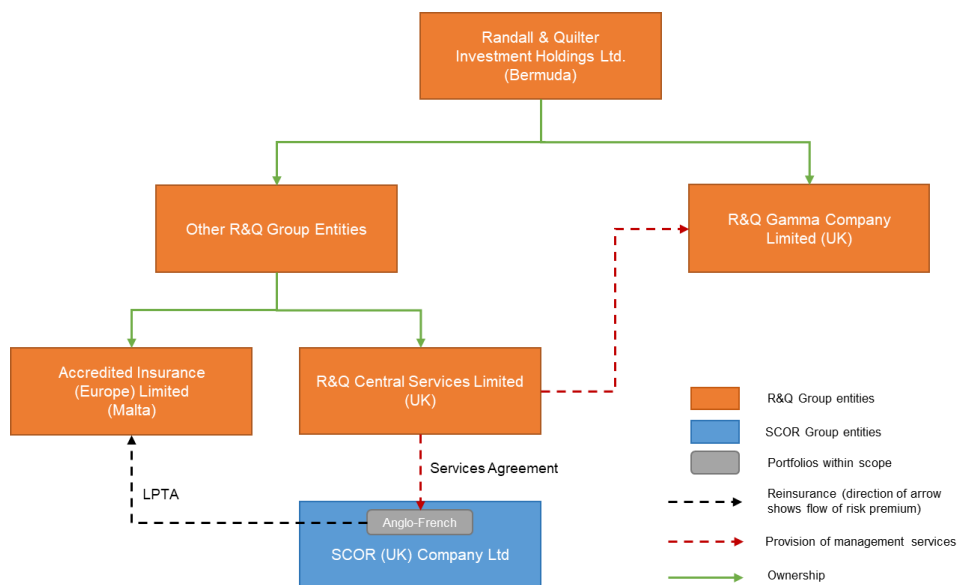 Randall & Quilter
Investment Holdings Ltd.
(Bermuda)
Other R&Q Group Entities
R&Q Gamma Company
Limited (UK)
Accredited Insurance
(Europe) Limited
(Malta)
R&Q Central Services Limited
(UK)
LPTA
Services Agreement
Anglo-French
SCOR (UK) Company Ltd
R&Q Group entities
SCOR Group entities
Portfolios within scope
Reinsurance (direction of arrow
shows flow of risk premium)
Provision of management services
Ownership